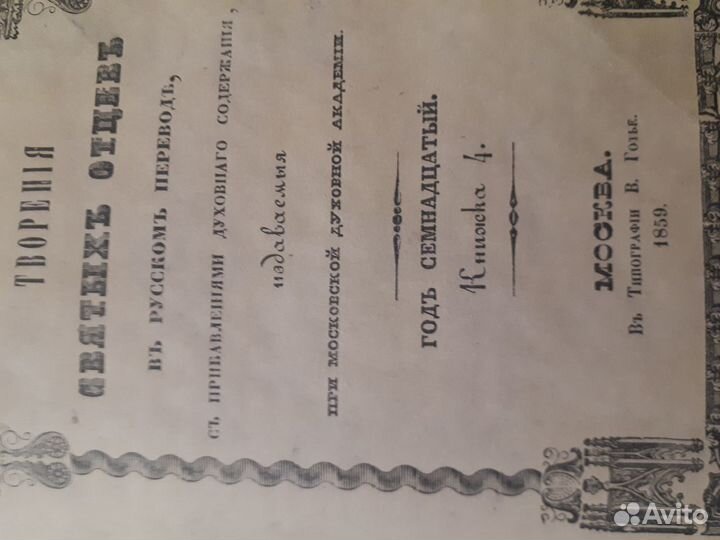 ТВОРЕНІЯ
СВЯТЫХЪ ОТЦЕВЪ
ВЪ РУССКОМЪ ПЕРЕВОДѢ,
СЪ ПРИБАВЛЕНІЯМИ ДУХОВНАГО СОДЕРЖАНІЯ,
издаваемыя
ПРИ МОСКОВСКОЙ ДУХОВНОЙ АКАДЕМІИ.
ГОДЪ СЕМНАДЦАТЫЙ.
Книжка 4.
МОСКВА.
Въ Типографіи В. Готье.
1859.
Avito